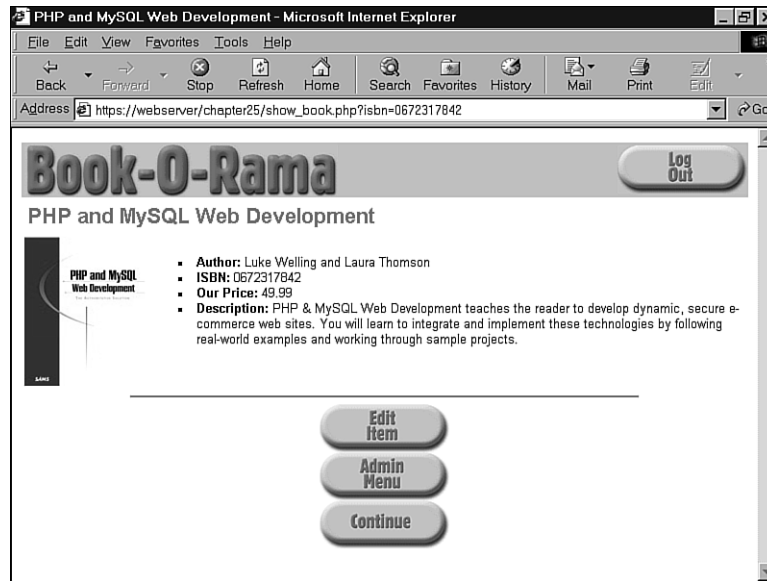 PHP and MySQL Web Development - Microsoft Internet Explorer
File Edit View Favorites Tools Help
Back Forward Stop Refresh Home Search Favorites History Mail Print Edit
Address https://webserver/chapter25/show_book.php?isbn=0672317842 Go
Book-O-Rama
Log
Out
PHP and MySQL Web Development
PHP and MySQL
Web Development
SAMS
Author: Luke Welling and Laura Thomson
ISBN: 0672317842
Our Price: 49.99
Description: PHP & MySQL Web Development teaches the reader to develop dynamic, secure e-
commerce web sites. You will learn to integrate and implement these technologies by following
real-world examples and working through sample projects.
Edit
Item
Admin
Menu
Continue